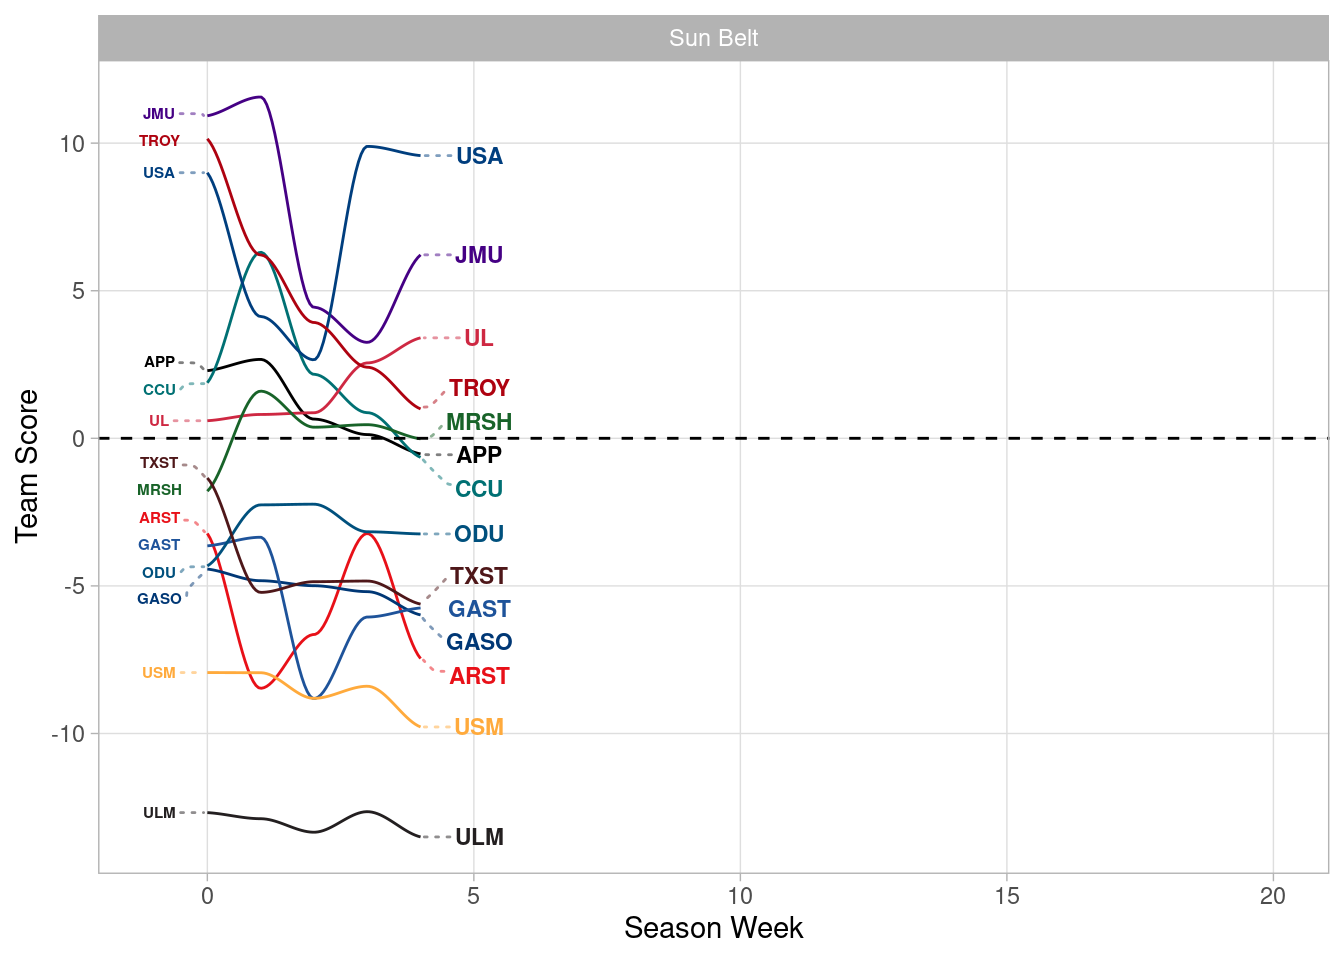 Sun Belt
JMU
TROY
USA
APP
CCU
UL
TXST
MRSH
ARST
GAST
ODU
GASO
USM
ULM
USA
JMU
UL
TROY
MRSH
APP
CCU
ODU
TXST
GAST
GASO
ARST
USM
ULM
10
5
0
-5
-10
Team Score
0 5 10 15 20
Season Week